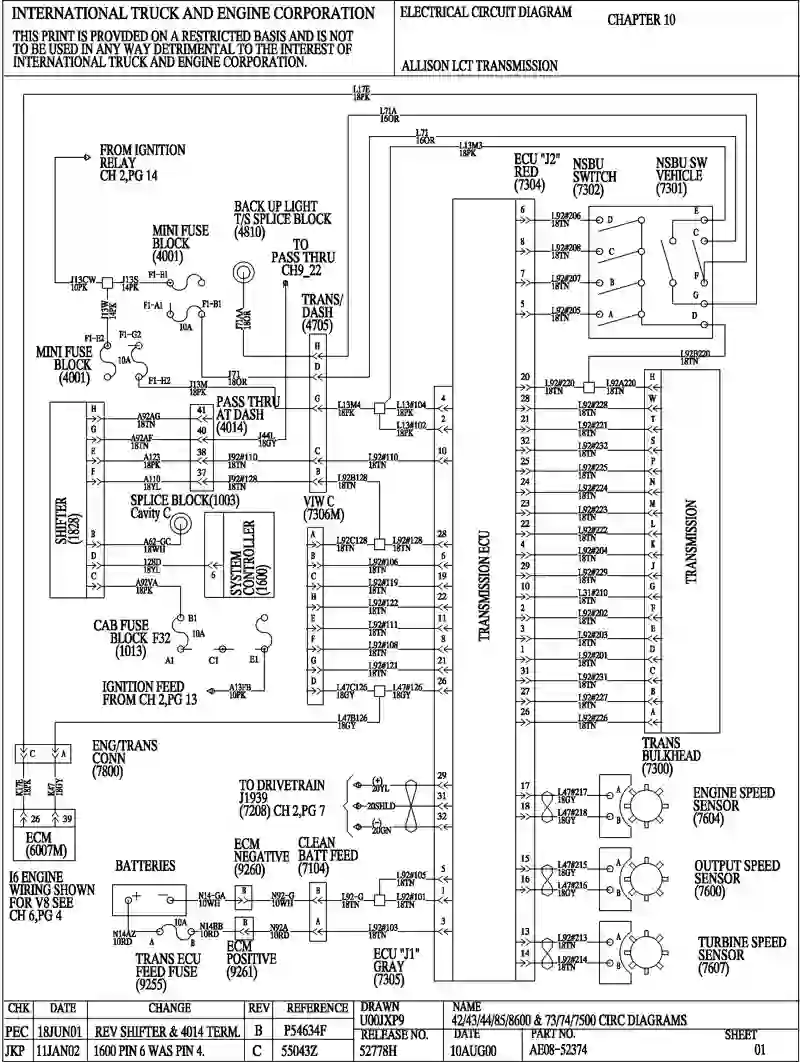 INTERNATIONAL TRUCK AND ENGINE CORPORATION
THIS PRINT IS PROVIDED ON A RESTRICTED BASIS AND IS NOT
TO BE USED IN ANY WAY DETRIMENTAL TO THE INTEREST OF
INTERNATIONAL TRUCK AND ENGINE CORPORATION.
ELECTRICAL CIRCUIT DIAGRAM
CHAPTER 10
ALLISON LCT TRANSMISSION
L17E
18PK
L71A
16OR
L71
16OR
L13M3
18PK
FROM IGNITION
RELAY
CH 2,PG 14
ECU "J2"
RED
(7304)
NSBU
SWITCH
(7302)
NSBU SW
VEHICLE
(7301)
BACK UP LIGHT
T/S SPLICE BLOCK
(4810)
MINI FUSE
BLOCK
(4001)
TO
PASS THRU
CH9_22
TRANS/
DASH
(4705)
J13CW
10PK
J13S
14PK
F1-H1
F1-A1
F1-B1
10A
J13W
14PK
J71AA
18OR
F1-E2
F1-G2
10A
F1-H2
MINI FUSE
BLOCK
(4001)
J71
18OR
J13M
18PK
H
D
G
C
B
6
L92#206
18TN
D
8
L92#208
18TN
C
7
L92#207
18TN
B
5
L92#205
18TN
A
E
C
F
G
D
L92B220
18TN
PASS THRU
AT DASH
(4014)
H
A92AG
18TN
41
G
A92AF
18TN
40
J44L
18GY
E
A123
18PK
38
J92#110
18TN
F
A110
18YL
37
J92#128
18TN
L13M4
18PK
L13#104
18PK
4
L13#102
18PK
2
L92#110
18TN
10
L92B128
18TN
SPLICE BLOCK(1003)
Cavity C
VIW C
(7306M)
SHIFTER
(1828)
B
A62-GC
18WH
D
128D
18YL
C
A92VA
18PK
6
SYSTEM
CONTROLLER
(1600)
A
L92C128
18TN
L92#128
18TN
28
B
L92#106
18TN
6
C
L92#119
18TN
19
H
L92#122
18TN
22
E
L92#111
18TN
11
F
L92#108
18TN
8
G
L92#121
18TN
21
D
L47C126
18GY
L47#126
18GY
26
L47B126
18GY
CAB FUSE
BLOCK F32
(1013)
B1
10A
A1
C1
E1
IGNITION FEED
FROM CH 2,PG 13
A13FB
10PK
TRANSMISSION ECU
20
L92#220
18TN
L92A220
18TN
H
28
L92#228
18TN
W
21
L92#221
18TN
T
32
L92#232
18TN
S
25
L92#225
18TN
P
24
L92#224
18TN
N
23
L92#223
18TN
M
22
L92#222
18TN
L
4
L92#204
18TN
K
29
L92#229
18TN
J
10
L31#210
18TN
G
2
L92#202
18TN
F
3
L92#203
18TN
E
1
L92#201
18TN
D
31
L92#231
18TN
C
27
L92#227
18TN
B
26
L92#226
18TN
A
TRANSMISSION
TRANS
BULKHEAD
(7300)
C
A
ENG/TRANS
CONN
(7800)
K17E
18PK
K47
18GY
26
39
ECM
(6007M)
I6 ENGINE
WIRING SHOWN
FOR V8 SEE
CH 6,PG 4
TO DRIVETRAIN
J1939
(7208) CH 2,PG 7
(+)
20YL
20SHLD
(-)
20GN
29
31
32
17
L47#217
18GY
A
18
L47#218
18GY
B
ENGINE SPEED
SENSOR
(7604)
15
L47#215
18GY
A
16
L47#216
18GY
B
OUTPUT SPEED
SENSOR
(7600)
13
L92#213
18TN
A
14
L92#214
18TN
B
TURBINE SPEED
SENSOR
(7607)
BATTERIES
+ -
N14-GA
10WH
ECM
NEGATIVE
(9260)
B
N92-G
10WH
CLEAN
BATT FEED
(7104)
B
L92-G
18TN
L92#105
18TN
5
L92#101
18TN
1
N14AZ
10RD
10A
A
B
N14BB
10RD
B
N92A
10RD
A
L92#103
18TN
3
TRANS ECU
FEED FUSE
(9255)
ECM
POSITIVE
(9261)
ECU "J1"
GRAY
(7305)
CHK DATE CHANGE REV REFERENCE
PEC 18JUN01 REV SHIFTER & 4014 TERM. B P54634F
JKP 11JAN02 1600 PIN 6 WAS PIN 4. C 55043Z
DRAWN
U00JXP9
RELEASE NO.
52778H
NAME
42/43/44/85/8600 & 73/74/7500 CIRC DIAGRAMS
DATE
10AUG00
PART NO.
AE08-52374
SHEET
01